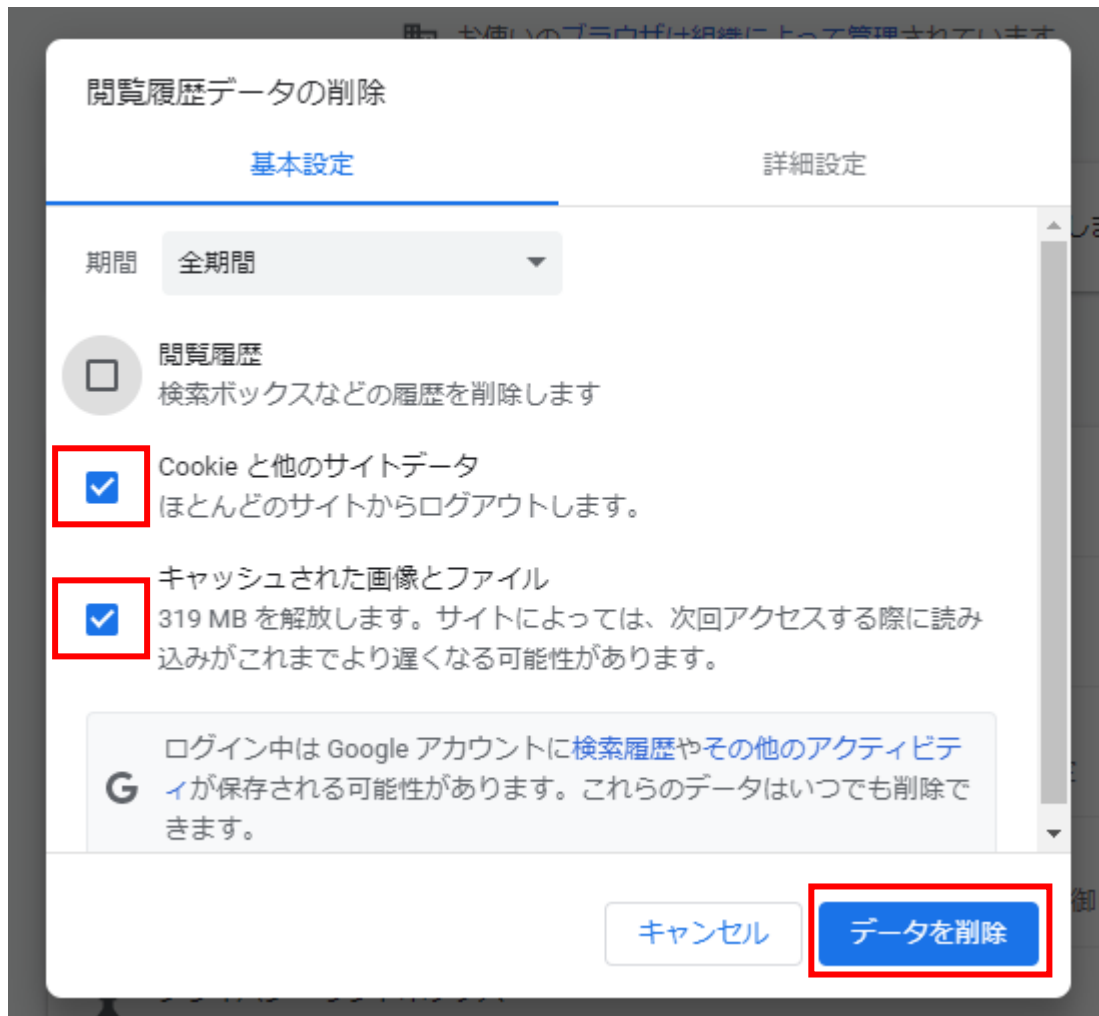 お使いのブラウザは組織によって管理されています
閲覧履歴データの削除
基本設定
詳細設定
期間
全期間
閲覧履歴
検索ボックスなどの履歴を削除します
Cookie と他のサイトデータ
ほとんどのサイトからログアウトします。
キャッシュされた画像とファイル
319 MB を解放します。サイトによっては、次回アクセスする際に読み
込みがこれまでより遅くなる可能性があります。
ログイン中は Google アカウントに検索履歴やその他のアクティビテ
ィが保存される可能性があります。これらのデータはいつでも削除で
きます。
キャンセル
データを削除
御